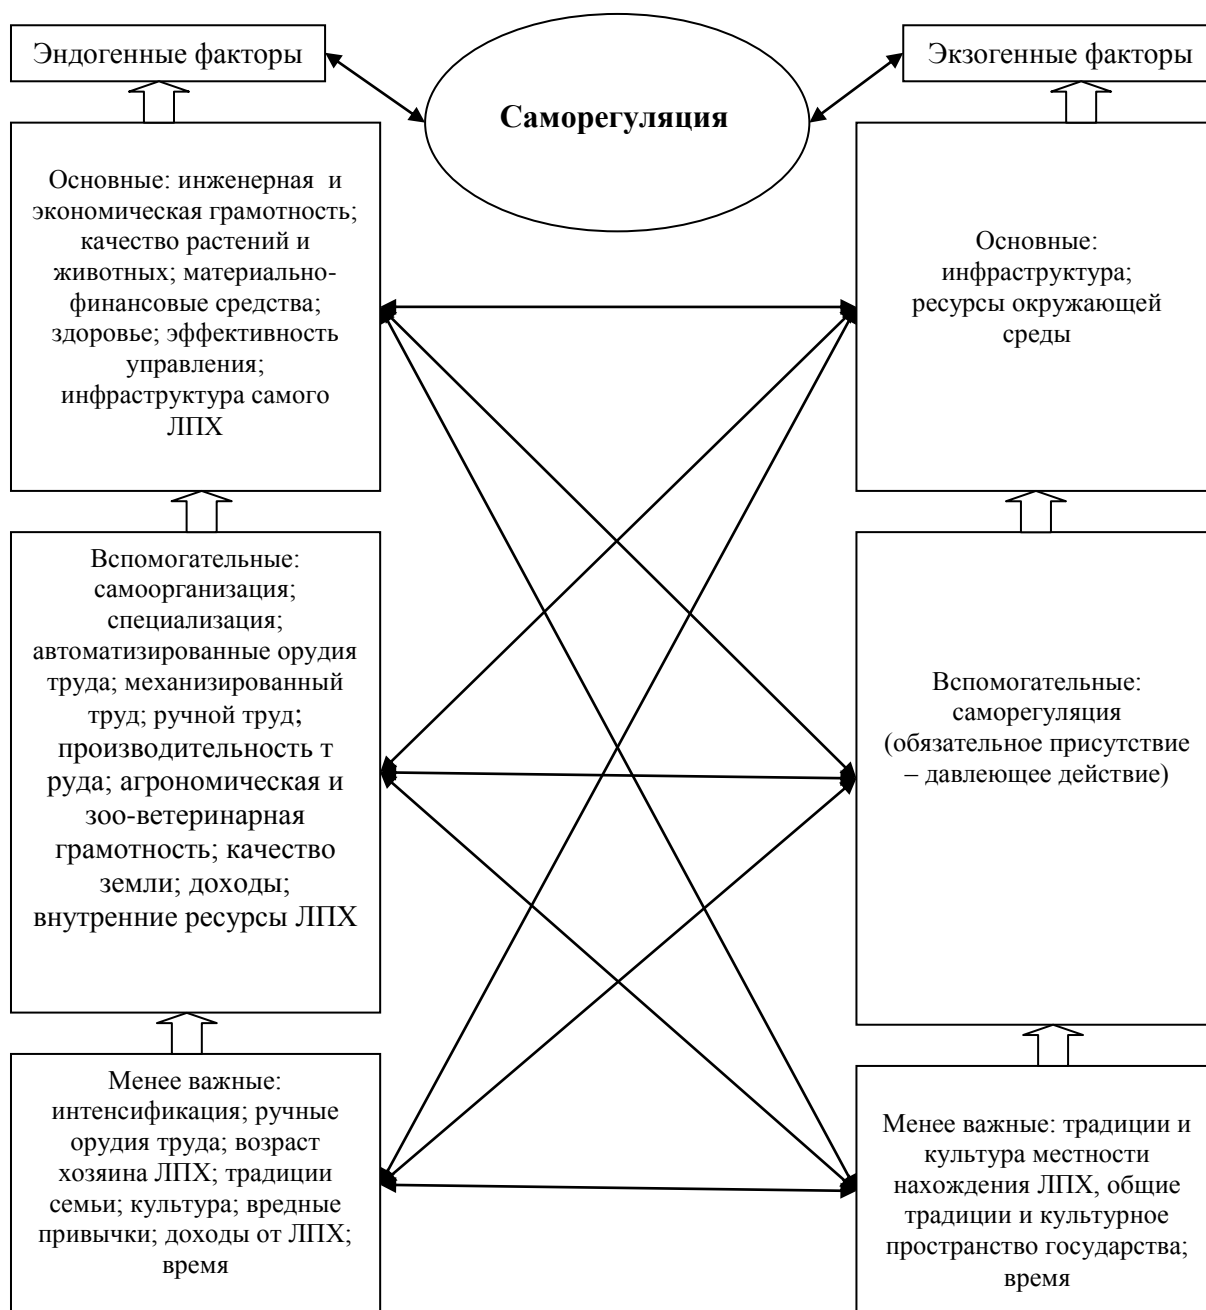 Эндогенные факторы
Саморегуляция
Экзогенные факторы
Основные: инженерная и
экономическая грамотность;
качество растений и
животных; материально-
финансовые средства;
здоровье; эффективность
управления;
инфраструктура самого
ЛПХ
Основные:
инфраструктура;
ресурсы окружающей
среды
Вспомогательные:
самоорганизация;
специализация;
автоматизированные орудия
труда; механизированный
труд; ручной труд;
производительность т
руда; агрономическая и
зоо-ветеринарная
грамотность; качество
земли; доходы;
внутренние ресурсы ЛПХ
Вспомогательные:
саморегуляция
(обязательное присутствие
– давлеющее действие)
Менее важные:
интенсификация; ручные
орудия труда; возраст
хозяина ЛПХ; традиции
семьи; культура; вредные
привычки; доходы от ЛПХ;
время
Менее важные: традиции и
культура местности
нахождения ЛПХ, общие
традиции и культурное
пространство государства;
время